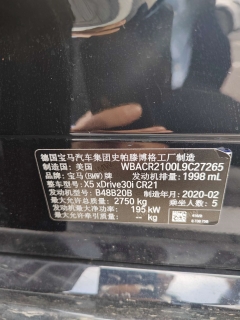 德国宝马汽车集团史帕滕博格工厂制造
制造国：美国 WBACR2100L9C27265
品牌：宝马(BMW)牌 发动机排量：1998 mL
整车型号：X5 xDrive30i CR21
发动机型号：B48B20B 制造年月：2020-02
最大允许总质量：2750 kg 乘坐人数：5
发动机最大净功率：195 kW
最大允许牵引质量：-- kg